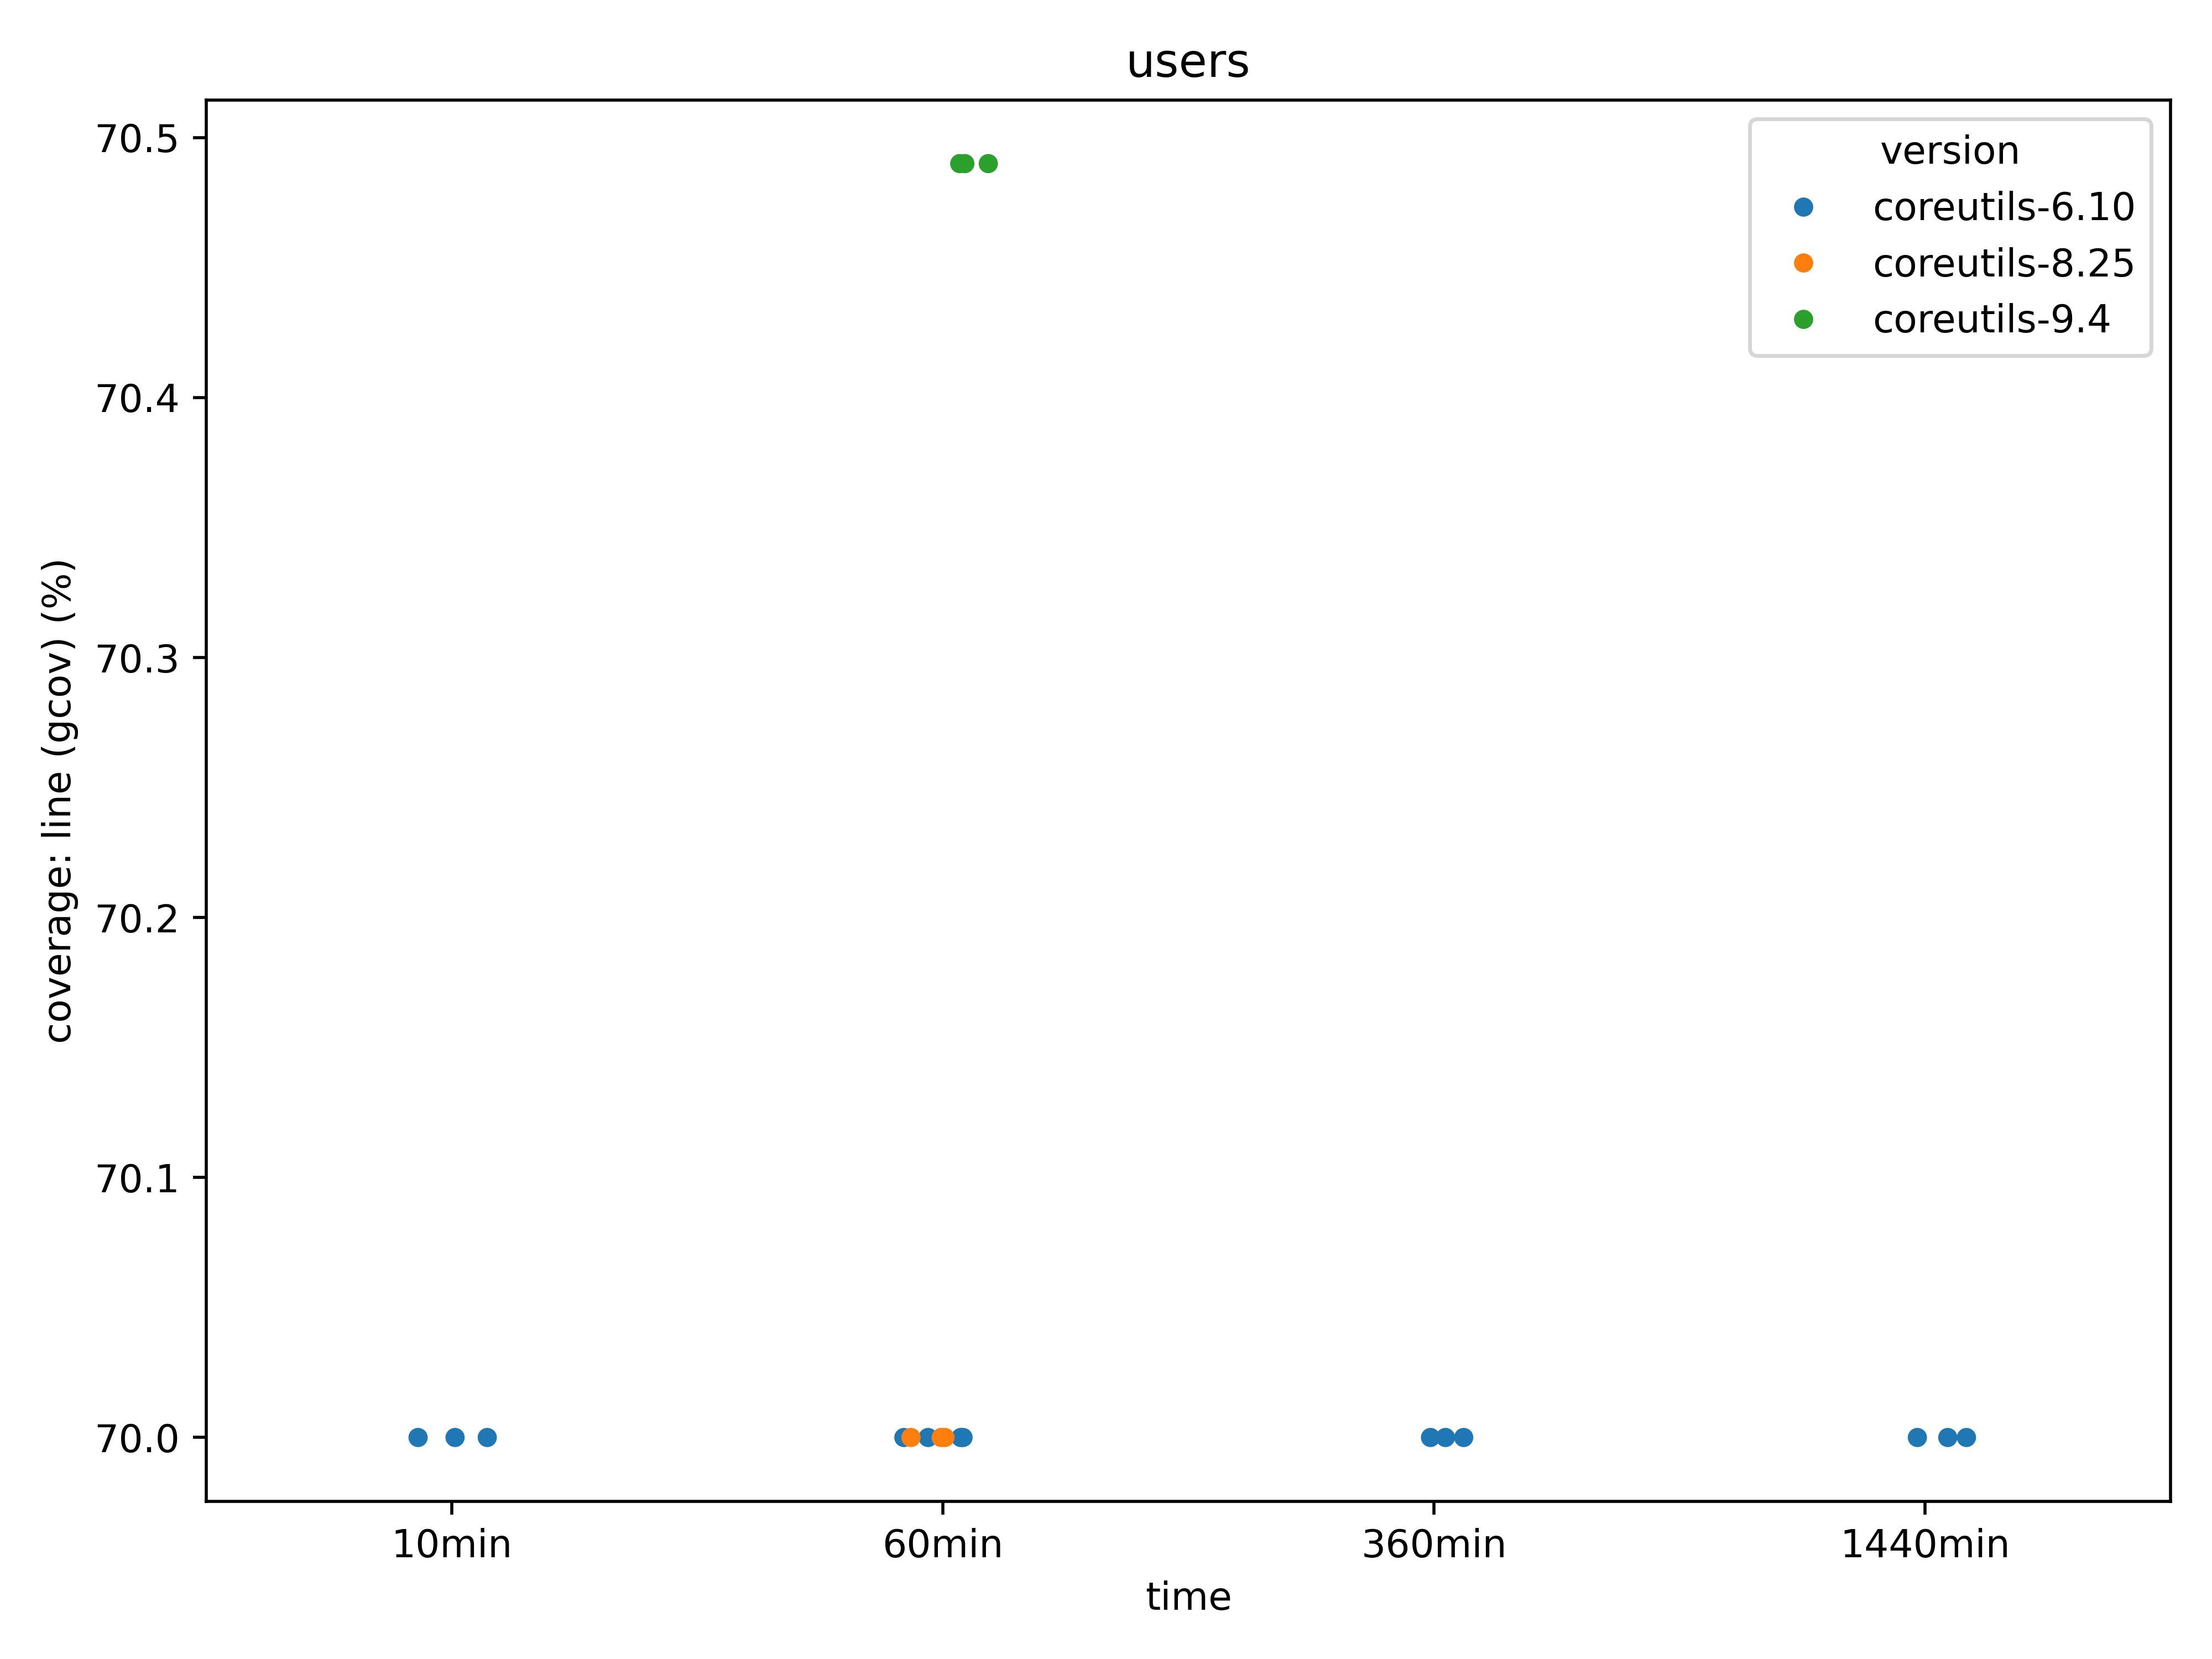 users
70.5
70.4
70.3
70.2
70.1
70.0
coverage: line (gcov) (%)
version
coreutils-6.10
coreutils-8.25
coreutils-9.4
10min
60min
360min
1440min
time